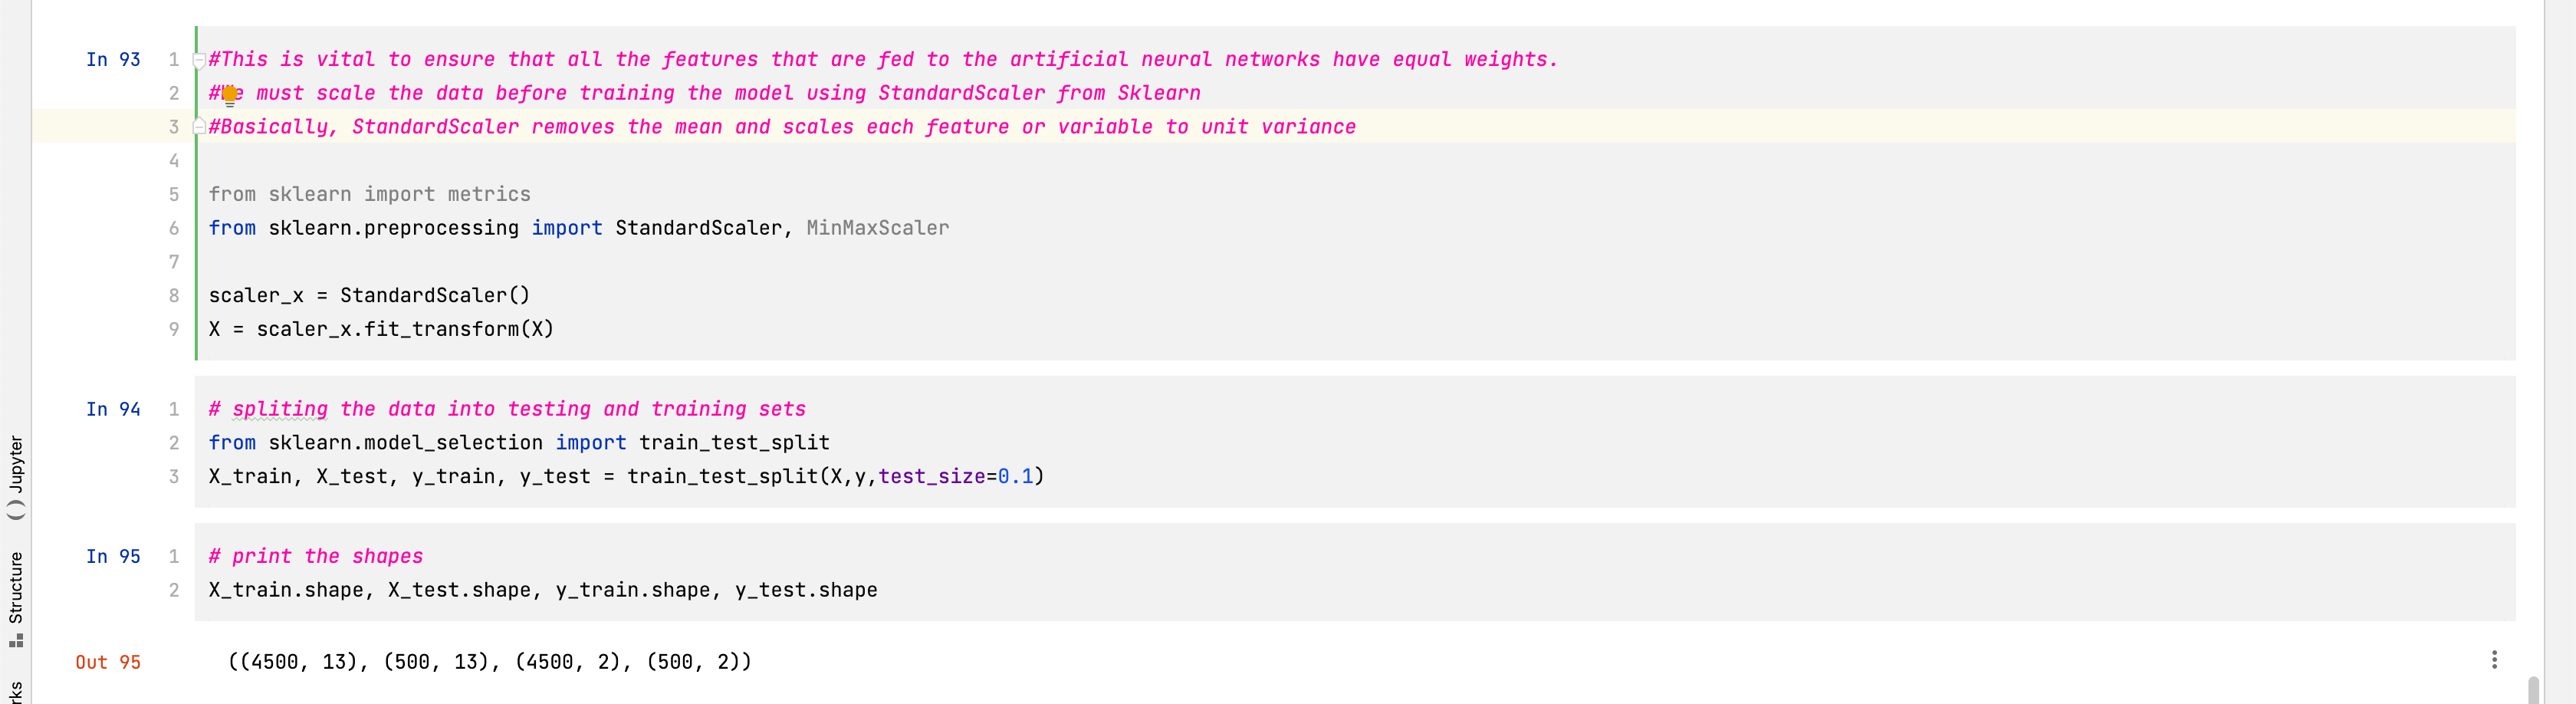 In 93
1 #This is vital to ensure that all the features that are fed to the artificial neural networks have equal weights.
2 #We must scale the data before training the model using StandardScaler from Sklearn
3 #Basically, StandardScaler removes the mean and scales each feature or variable to unit variance
4
5 from sklearn import metrics
6 from sklearn.preprocessing import StandardScaler, MinMaxScaler
7
8 scaler_x = StandardScaler()
9 X = scaler_x.fit_transform(X)
In 94
1 # spliting the data into testing and training sets
2 from sklearn.model_selection import train_test_split
3 X_train, X_test, y_train, y_test = train_test_split(X,y,test_size=0.1)
In 95
1 # print the shapes
2 X_train.shape, X_test.shape, y_train.shape, y_test.shape
Out 95 ((4500, 13), (500, 13), (4500, 2), (500, 2))
Jupyter
Structure
rks